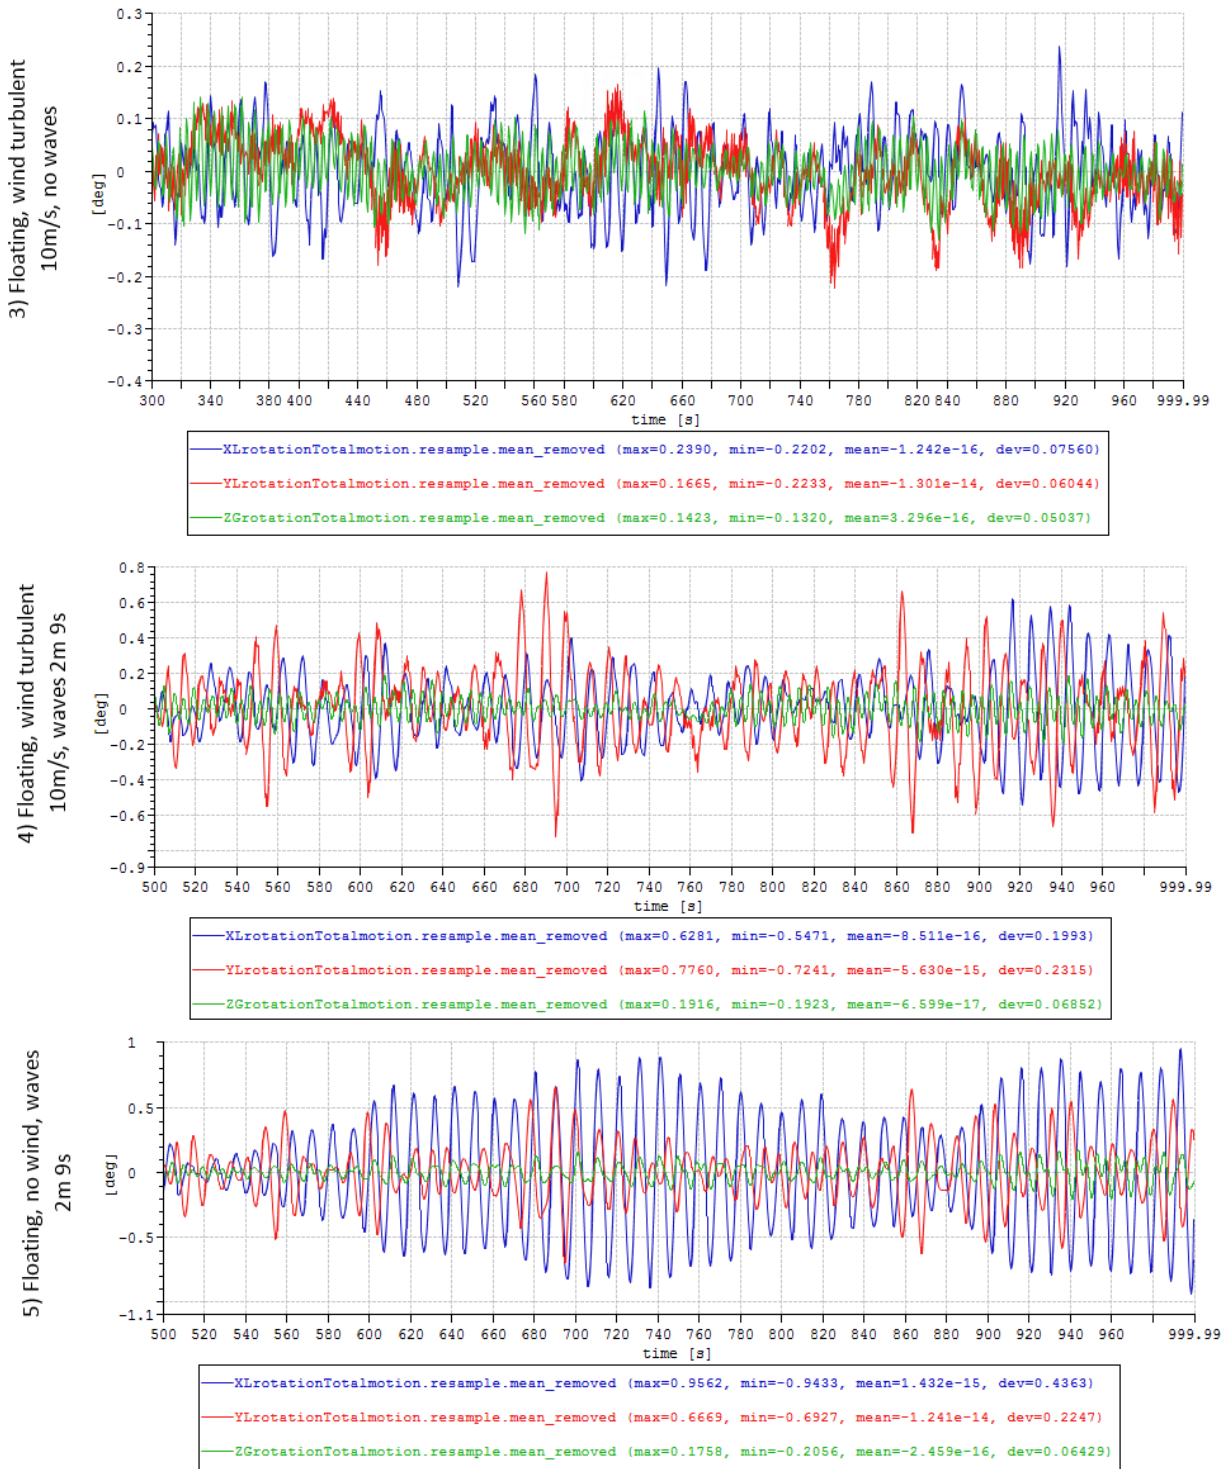 3) Floating, wind turbulent
10m/s, no waves
[deg]
0.3
0.2
0.1
0
-0.1
-0.2
-0.3
-0.4
300 340 380 400 440 480 520 560 580 620 660 700 740 780 820 840 880 920 960 999.99
time [s]
XLrotationTotalmotion.resample.mean_removed (max=0.2390, min=-0.2202, mean=-1.242e-16, dev=0.07560)
YLrotationTotalmotion.resample.mean_removed (max=0.1665, min=-0.2233, mean=-1.301e-14, dev=0.06044)
ZGrotationTotalmotion.resample.mean_removed (max=0.1423, min=-0.1320, mean=3.296e-16, dev=0.05037)
4) Floating, wind turbulent
10m/s, waves 2m 9s
[deg]
0.8
0.6
0.4
0.2
0
-0.2
-0.4
-0.6
-0.9
500 520 540 560 580 600 620 640 660 680 700 720 740 760 780 800 820 840 860 880 900 920 940 960 999.99
time [s]
XLrotationTotalmotion.resample.mean_removed (max=0.6281, min=-0.5471, mean=-8.511e-16, dev=0.1993)
YLrotationTotalmotion.resample.mean_removed (max=0.7760, min=-0.7241, mean=-5.630e-15, dev=0.2315)
ZGrotationTotalmotion.resample.mean_removed (max=0.1916, min=-0.1923, mean=-6.599e-17, dev=0.06852)
5) Floating, no wind, waves
2m 9s
[deg]
1
0.5
0
-0.5
-1.1
500 520 540 560 580 600 620 640 660 680 700 720 740 760 780 800 820 840 860 880 900 920 940 960 999.99
time [s]
XLrotationTotalmotion.resample.mean_removed (max=0.9562, min=-0.9433, mean=1.432e-15, dev=0.4363)
YLrotationTotalmotion.resample.mean_removed (max=0.6669, min=-0.6927, mean=-1.241e-14, dev=0.2247)
ZGrotationTotalmotion.resample.mean_removed (max=0.1758, min=-0.2056, mean=-2.459e-16, dev=0.06429)